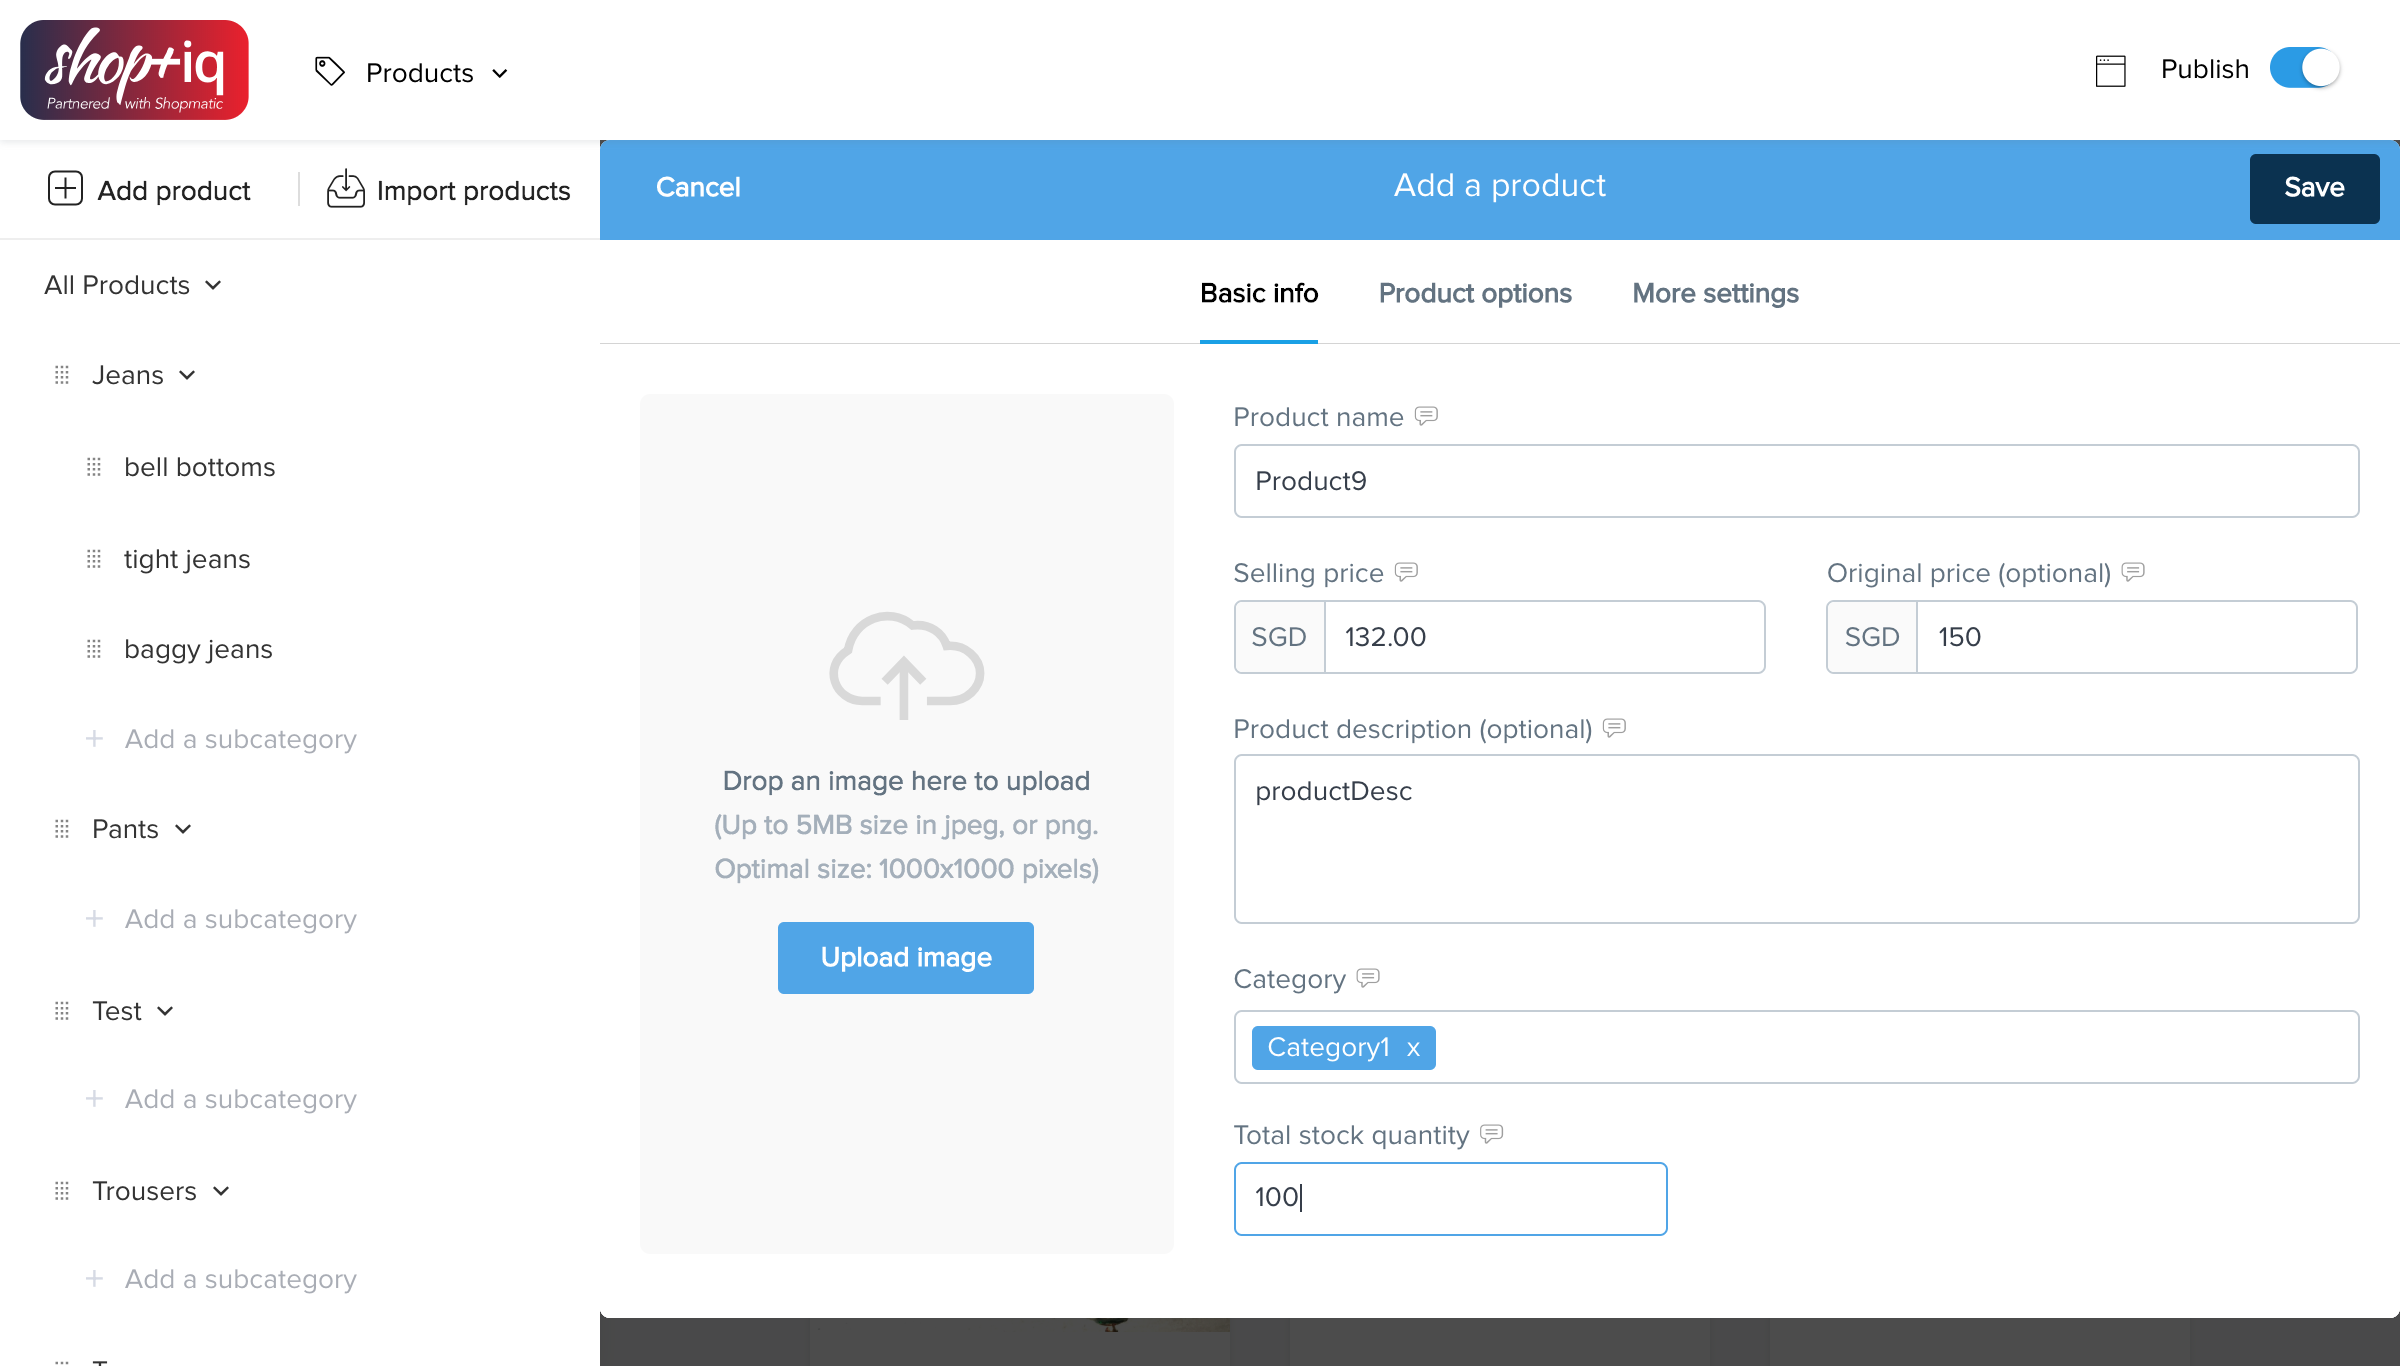 shop+iq
Partnered with Shopmatic
Products
Publish
Add product
Import products
Cancel
Add a product
Save
All Products
Jeans
bell bottoms
tight jeans
baggy jeans
Add a subcategory
Pants
Add a subcategory
Test
Add a subcategory
Trousers
Add a subcategory
Basic info
Product options
More settings
Drop an image here to upload
(Up to 5MB size in jpeg, or png.
Optimal size: 1000x1000 pixels)
Upload image
Product name
Product9
Selling price
SGD 132.00
Original price (optional)
SGD 150
Product description (optional)
productDesc
Category
Category1 x
Total stock quantity
100